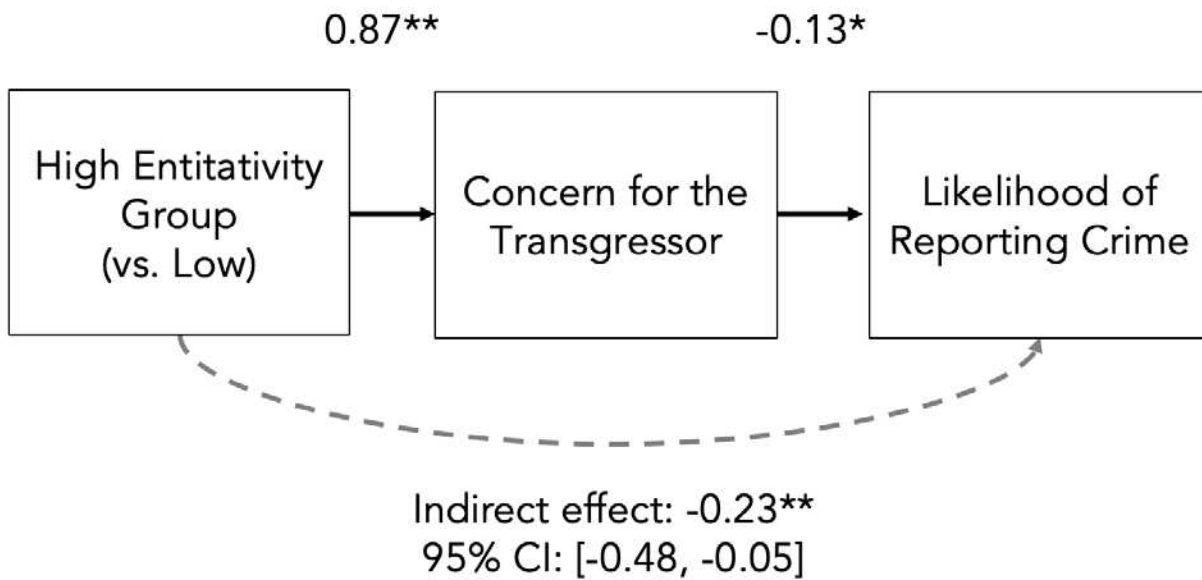 0.87**
-0.13*
High Entitativity
Group
(vs. Low)
Concern for the
Transgressor
Likelihood of
Reporting Crime
Indirect effect: -0.23**
95% CI: [-0.48, -0.05]